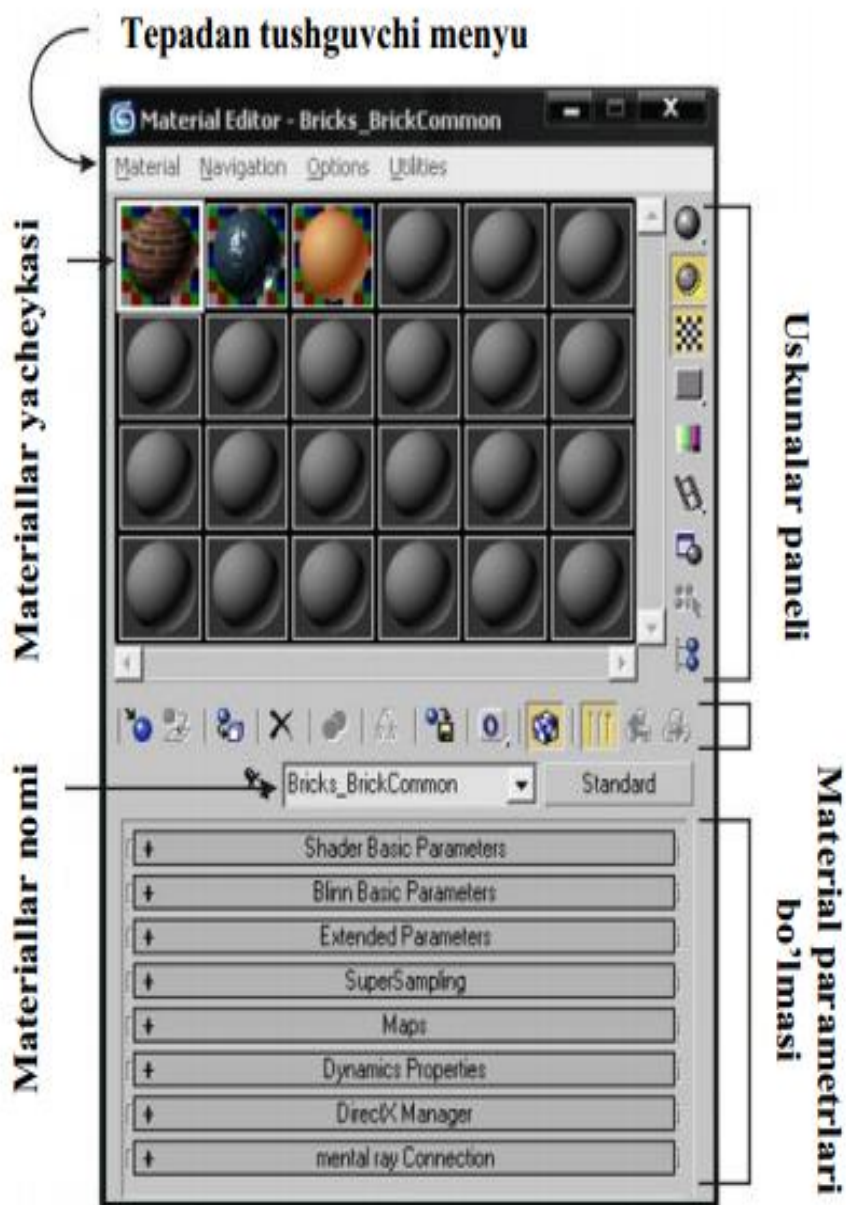 Tepadan tushguvchi menyu
Material Editor - Bricks_BrickCommon
Material Navigation Options Utilities
Materiallar yacheykasi
Uskunalar paneli
Materiallar nomi
Bricks_BrickCommon
Standard
Material parametrlari
bo'lmasi
Shader Basic Parameters
Blinn Basic Parameters
Extended Parameters
SuperSampling
Maps
Dynamics Properties
DirectX Manager
mental ray Connection